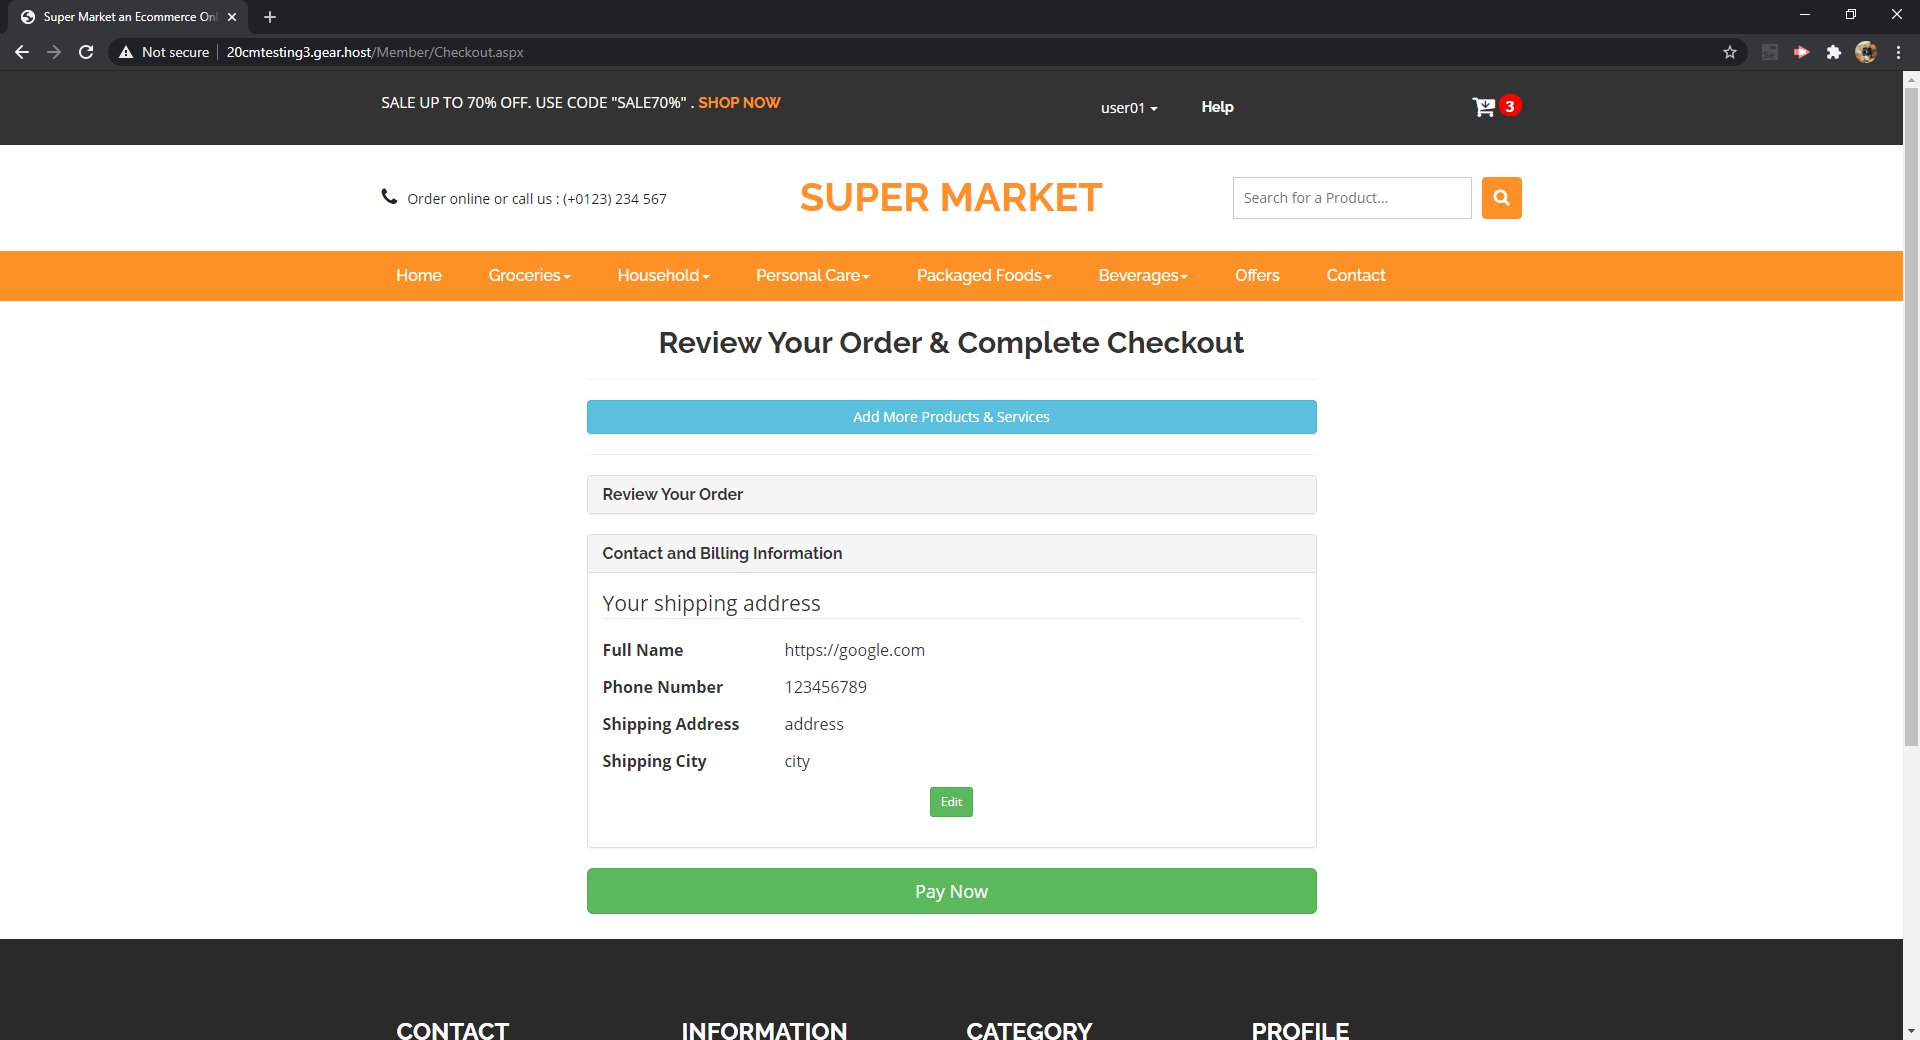 Super Market an Ecommerce Onl
Not secure
20cmtesting3.gear.host/Member/Checkout.aspx
SALE UP TO 70% OFF. USE CODE "SALE70%" . SHOP NOW
user01
Help
3
Order online or call us : (+0123) 234 567
SUPER MARKET
Search for a Product...
Home
Groceries
Household
Personal Care
Packaged Foods
Beverages
Offers
Contact
Review Your Order & Complete Checkout
Add More Products & Services
Review Your Order
Contact and Billing Information
Your shipping address
Full Name https://google.com
Phone Number 123456789
Shipping Address address
Shipping City city
Edit
Pay Now
CONTACT
INFORMATION
CATEGORY
PROFILE